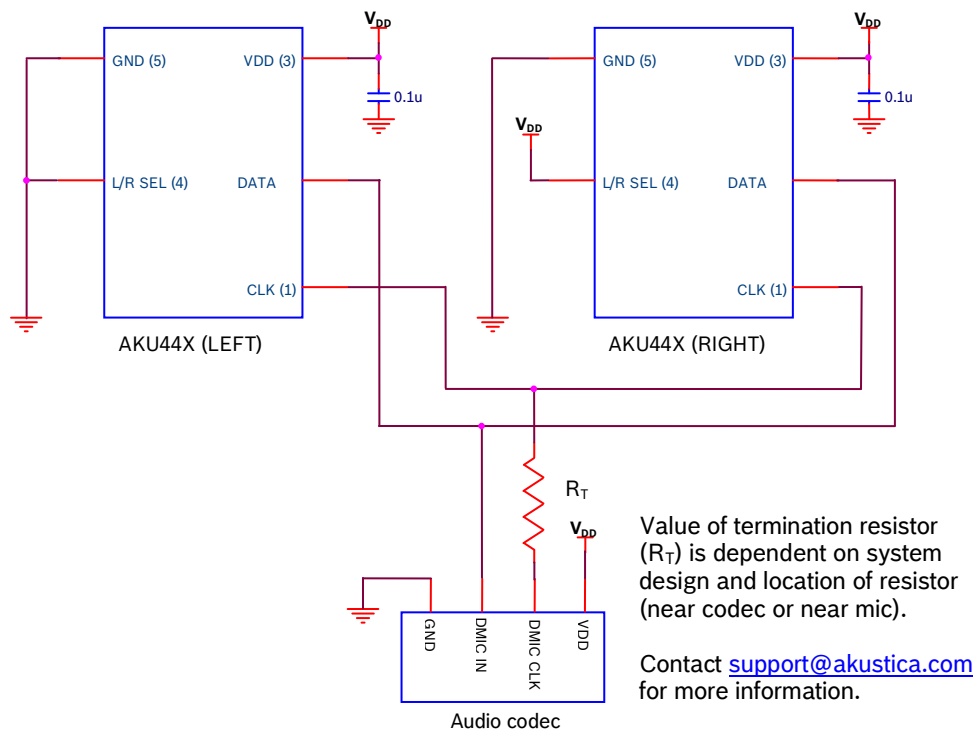 VDD
VDD
GND (5)
VDD (3)
GND (5)
VDD (3)
0.1u
0.1u
VDD
L/R SEL (4)
DATA
L/R SEL (4)
DATA
CLK (1)
CLK (1)
AKU44X (LEFT)
AKU44X (RIGHT)
RT
VDD
Value of termination resistor
(RT) is dependent on system
design and location of resistor
(near codec or near mic).
Contact support@akustica.com
for more information.
GND
DMIC IN
DMIC CLK
VDD
Audio codec